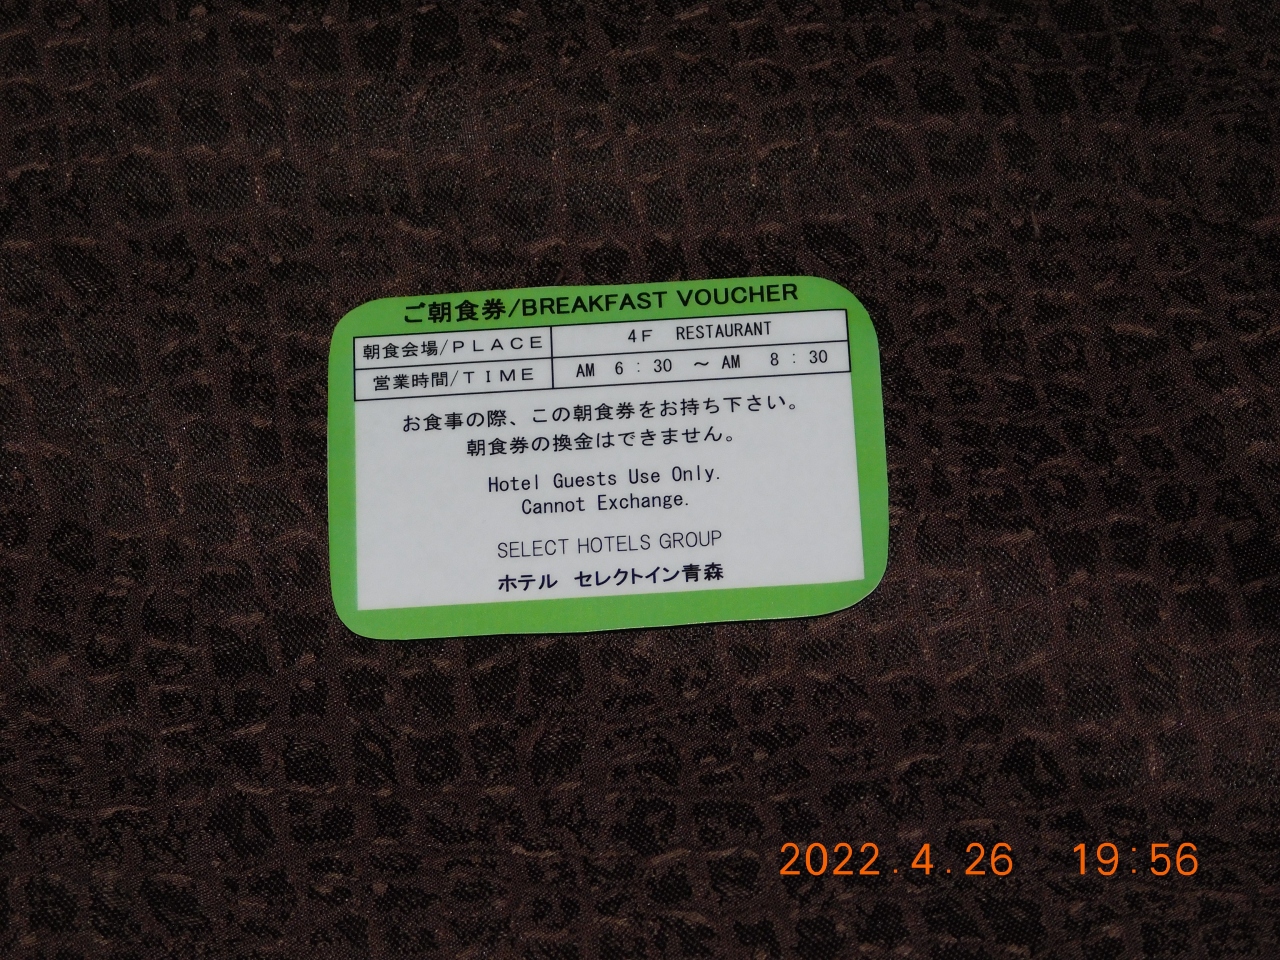 ご朝食券/BREAKFAST VOUCHER
朝食会場/PLACE 4F RESTAURANT
営業時間/TIME AM 6:30 ～ AM 8:30
お食事の際、この朝食券をお持ち下さい。
朝食券の換金はできません。
Hotel Guests Use Only.
Cannot Exchange.
SELECT HOTELS GROUP
ホテル セレクトイン青森
2022.4.26 19:56